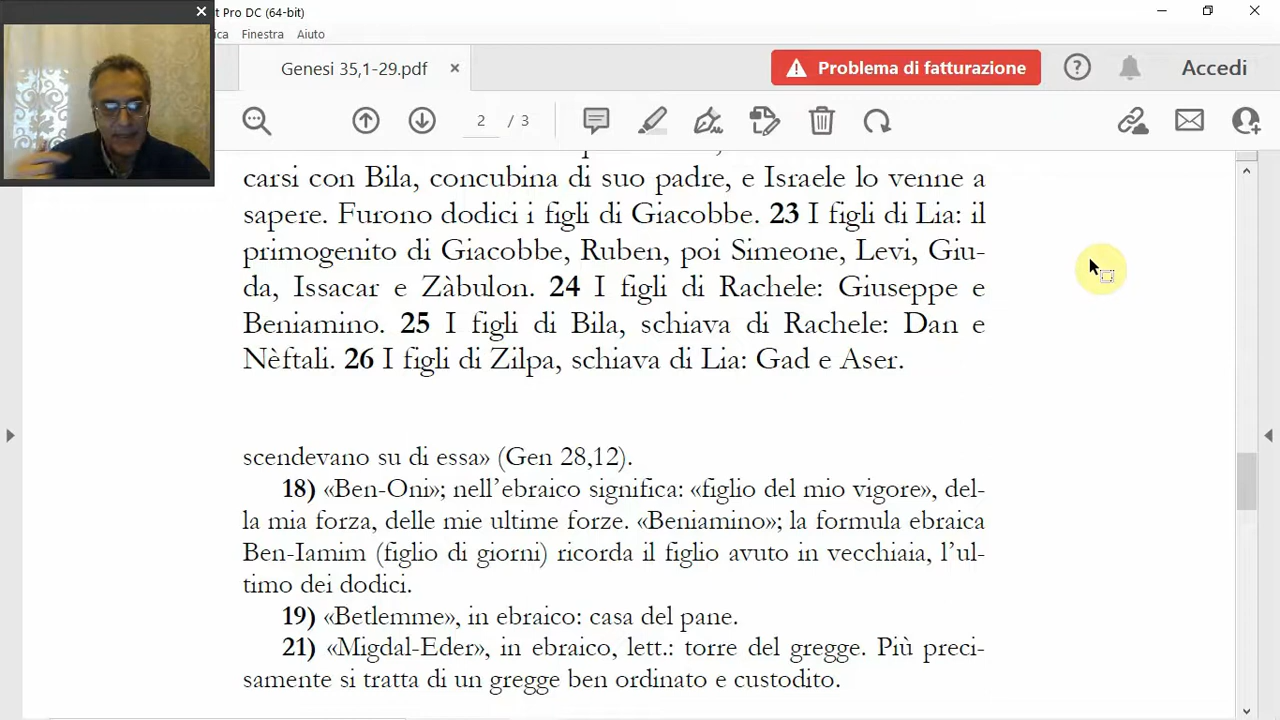 t Pro DC (64-bit)
ica Finestra Aiuto
Genesi 35,1-29.pdf
Problema di fatturazione
Accedi
2 / 3
carsi con Bila, concubina di suo padre, e Israele lo venne a
sapere. Furono dodici i figli di Giacobbe. 23 I figli di Lia: il
primogenito di Giacobbe, Ruben, poi Simeone, Levi, Giu-
da, Issacar e Zàbulon. 24 I figli di Rachele: Giuseppe e
Beniamino. 25 I figli di Bila, schiava di Rachele: Dan e
Nèftali. 26 I figli di Zilpa, schiava di Lia: Gad e Aser.
scendevano su di essa» (Gen 28,12).
18) «Ben-Oni»; nell’ebraico significa: «figlio del mio vigore», del-
la mia forza, delle mie ultime forze. «Beniamino»; la formula ebraica
Ben-Iamim (figlio di giorni) ricorda il figlio avuto in vecchiaia, l’ul-
timo dei dodici.
19) «Betlemme», in ebraico: casa del pane.
21) «Migdal-Eder», in ebraico, lett.: torre del gregge. Più preci-
samente si tratta di un gregge ben ordinato e custodito.